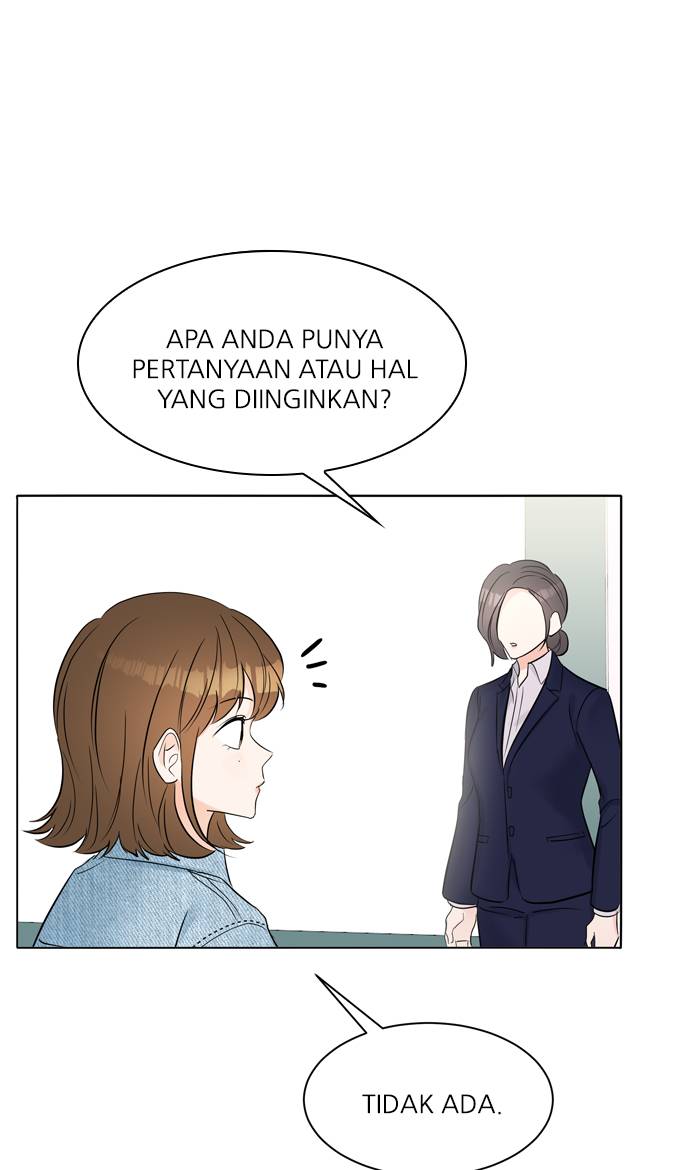 APA ANDA PUNYA
PERTANYAAN ATAU HAL
YANG DIINGINKAN?
TIDAK ADA.